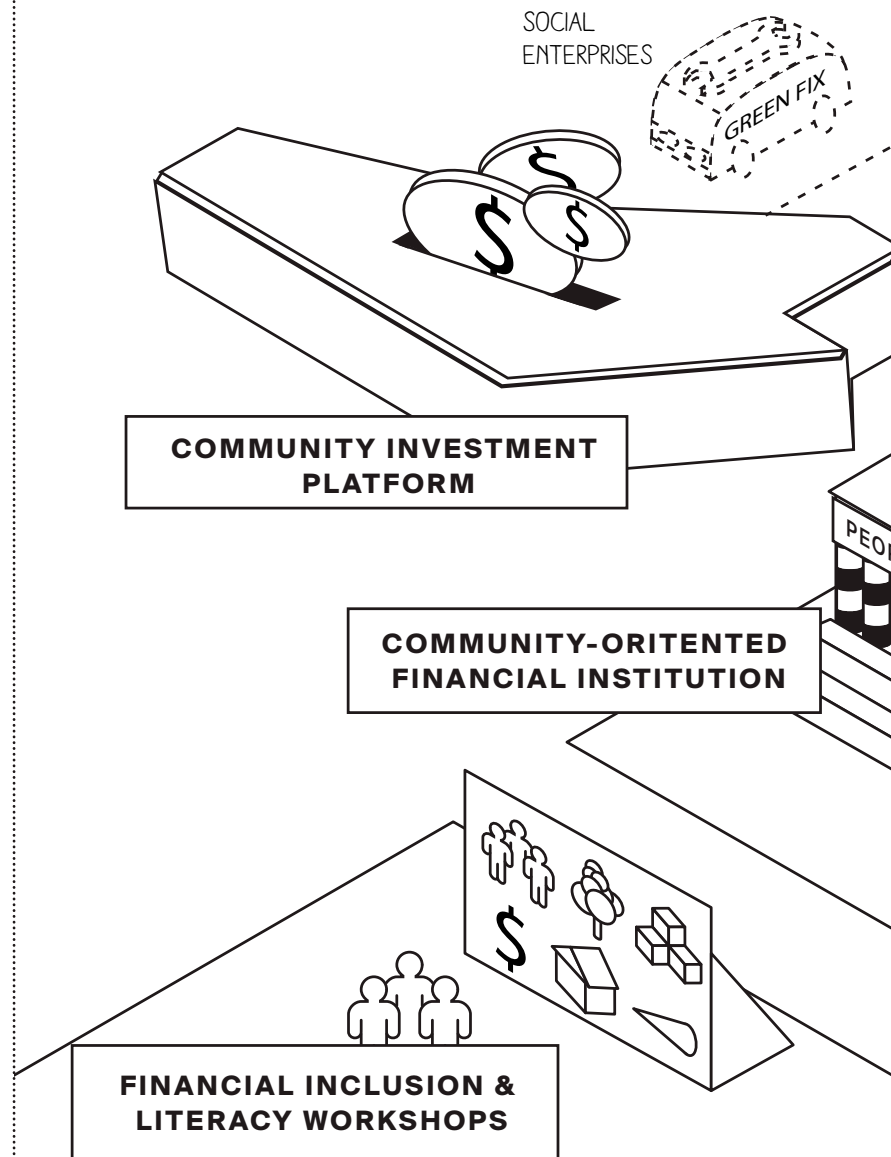 SOCIAL
ENTERPRISES
GREEN FIX
$
$
$
COMMUNITY INVESTMENT
PLATFORM
COMMUNITY-ORITENTED
FINANCIAL INSTITUTION
$
FINANCIAL INCLUSION &
LITERACY WORKSHOPS